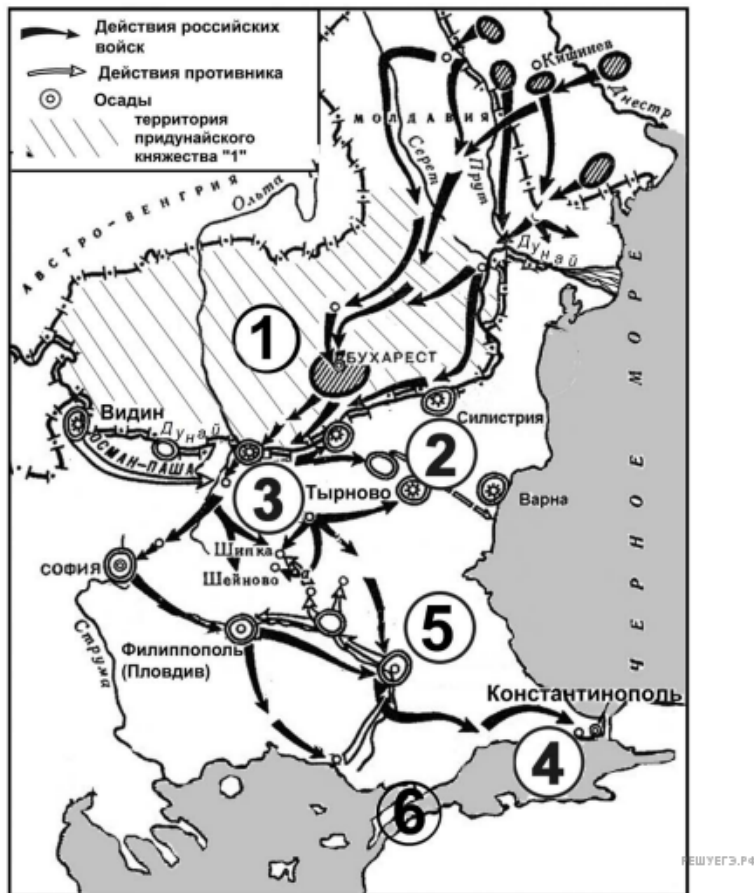 Действия российских
войск
Действия противника
Осады
территория
придунайского
княжества "1"
Кишинев
Днестр
МОЛДАВИЯ
Серет
Прут
АВСТРО-ВЕНГРИЯ
Ольта
Дунай
1
БУХАРЕСТ
Видин
Дунай
ОСМАН-ПАША
Силистрия
2
3
Тырново
Варна
Шипка
Шейново
СОФИЯ
Струма
Филиппополь
(Пловдив)
5
Константинополь
4
6
ЧЕРНОЕ МОРЕ
РЕШУЕГЭ.РФ